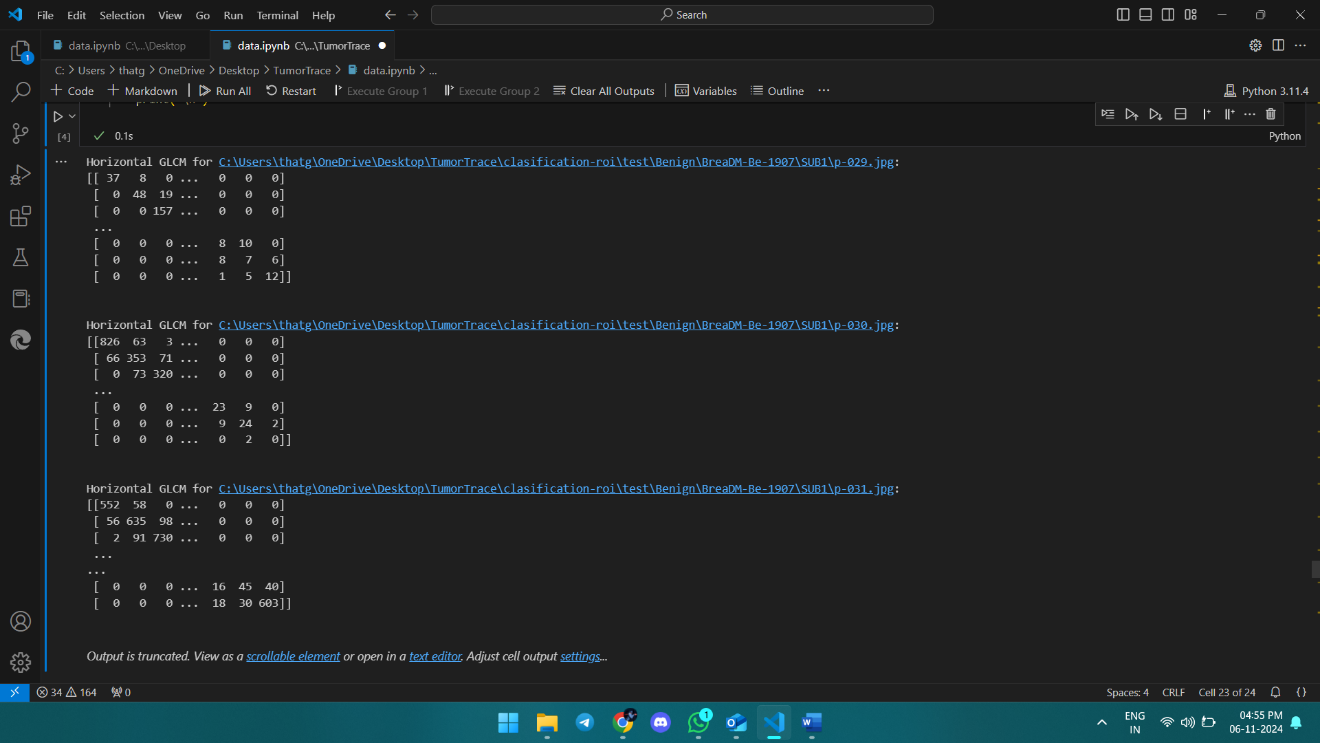 File Edit Selection View Go Run Terminal Help Search
data.ipynb C:\...\Desktop data.ipynb C:\...\TumorTrace
C: > Users > thatg > OneDrive > Desktop > TumorTrace > data.ipynb > ...
+ Code + Markdown Run All Restart Execute Group 1 Execute Group 2 Clear All Outputs Variables Outline ... Python 3.11.4
[4] 0.1s Python
Horizontal GLCM for C:\Users\thatg\OneDrive\Desktop\TumorTrace\clasification-roi\test\Benign\BreaDM-Be-1907\SUB1\p-029.jpg:
[[ 37 8 0 ... 0 0 0]
[ 0 48 19 ... 0 0 0]
[ 0 0 157 ... 0 0 0]
...
[ 0 0 0 ... 8 10 0]
[ 0 0 0 ... 8 7 6]
[ 0 0 0 ... 1 5 12]]
Horizontal GLCM for C:\Users\thatg\OneDrive\Desktop\TumorTrace\clasification-roi\test\Benign\BreaDM-Be-1907\SUB1\p-030.jpg:
[[826 63 3 ... 0 0 0]
[ 66 353 71 ... 0 0 0]
[ 0 73 320 ... 0 0 0]
...
[ 0 0 0 ... 23 9 0]
[ 0 0 0 ... 9 24 2]
[ 0 0 0 ... 0 2 0]]
Horizontal GLCM for C:\Users\thatg\OneDrive\Desktop\TumorTrace\clasification-roi\test\Benign\BreaDM-Be-1907\SUB1\p-031.jpg:
[[552 58 0 ... 0 0 0]
[ 56 635 98 ... 0 0 0]
[ 2 91 730 ... 0 0 0]
...
...
[ 0 0 0 ... 16 45 40]
[ 0 0 0 ... 18 30 603]]
Output is truncated. View as a scrollable element or open in a text editor. Adjust cell output settings...
34 164 0 Spaces: 4 CRLF Cell 23 of 24 {}
ENG 04:55 PM
IN 06-11-2024